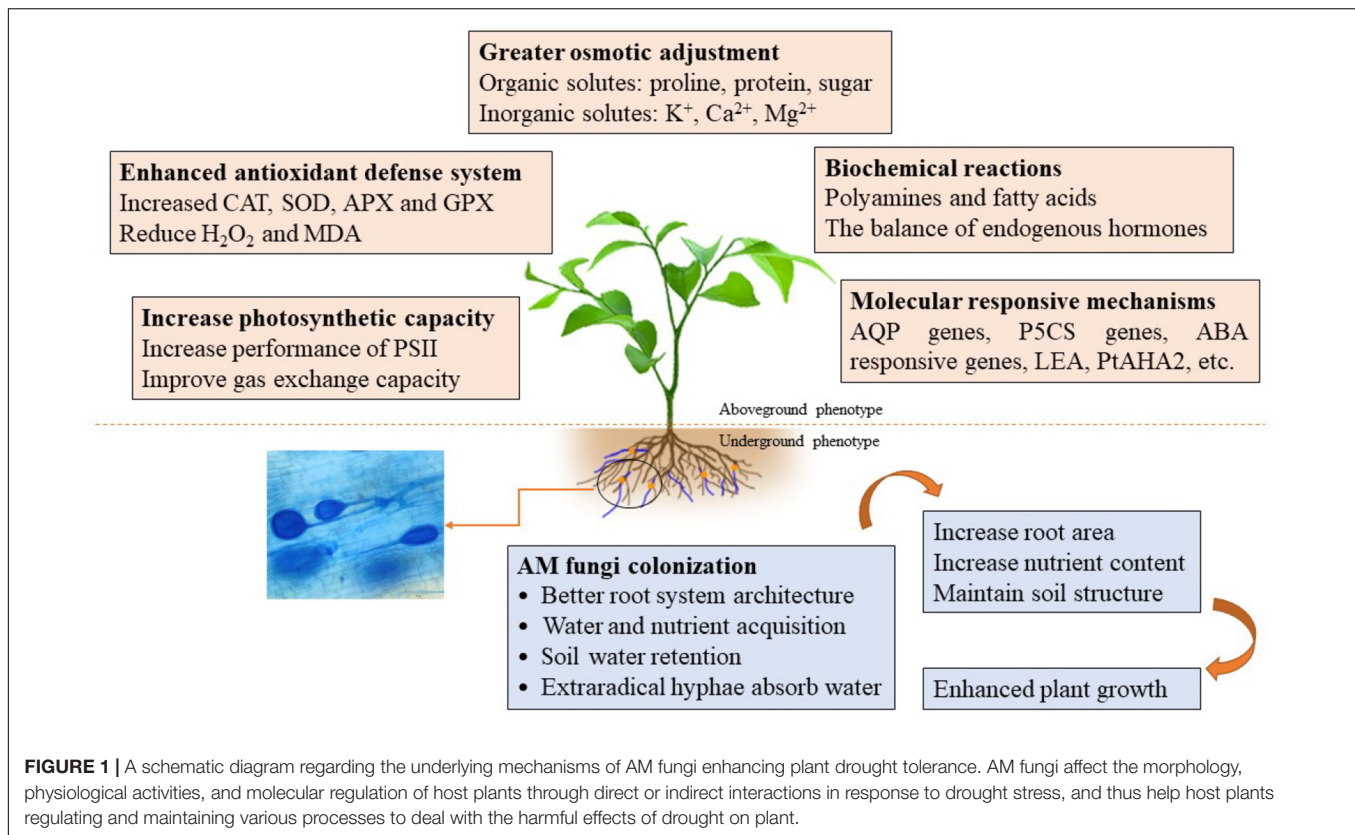 Greater osmotic adjustment
Organic solutes: proline, protein, sugar
Inorganic solutes: K⁺, Ca²⁺, Mg²⁺
Enhanced antioxidant defense system
Increased CAT, SOD, APX and GPX
Reduce H₂O₂ and MDA
Biochemical reactions
Polyamines and fatty acids
The balance of endogenous hormones
Increase photosynthetic capacity
Increase performance of PSII
Improve gas exchange capacity
Molecular responsive mechanisms
AQP genes, P5CS genes, ABA
responsive genes, LEA, PtAHA2, etc.
Aboveground phenotype
Underground phenotype
AM fungi colonization
• Better root system architecture
• Water and nutrient acquisition
• Soil water retention
• Extraradical hyphae absorb water
Increase root area
Increase nutrient content
Maintain soil structure
Enhanced plant growth
FIGURE 1 | A schematic diagram regarding the underlying mechanisms of AM fungi enhancing plant drought tolerance. AM fungi affect the morphology,
physiological activities, and molecular regulation of host plants through direct or indirect interactions in response to drought stress, and thus help host plants
regulating and maintaining various processes to deal with the harmful effects of drought on plant.